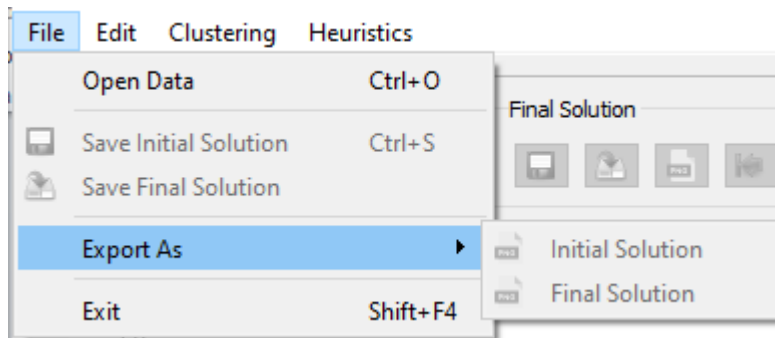 File Edit Clustering Heuristics
Open Data Ctrl+O
Final Solution
Save Initial Solution Ctrl+S
Save Final Solution
Export As
Initial Solution
Final Solution
Exit Shift+F4